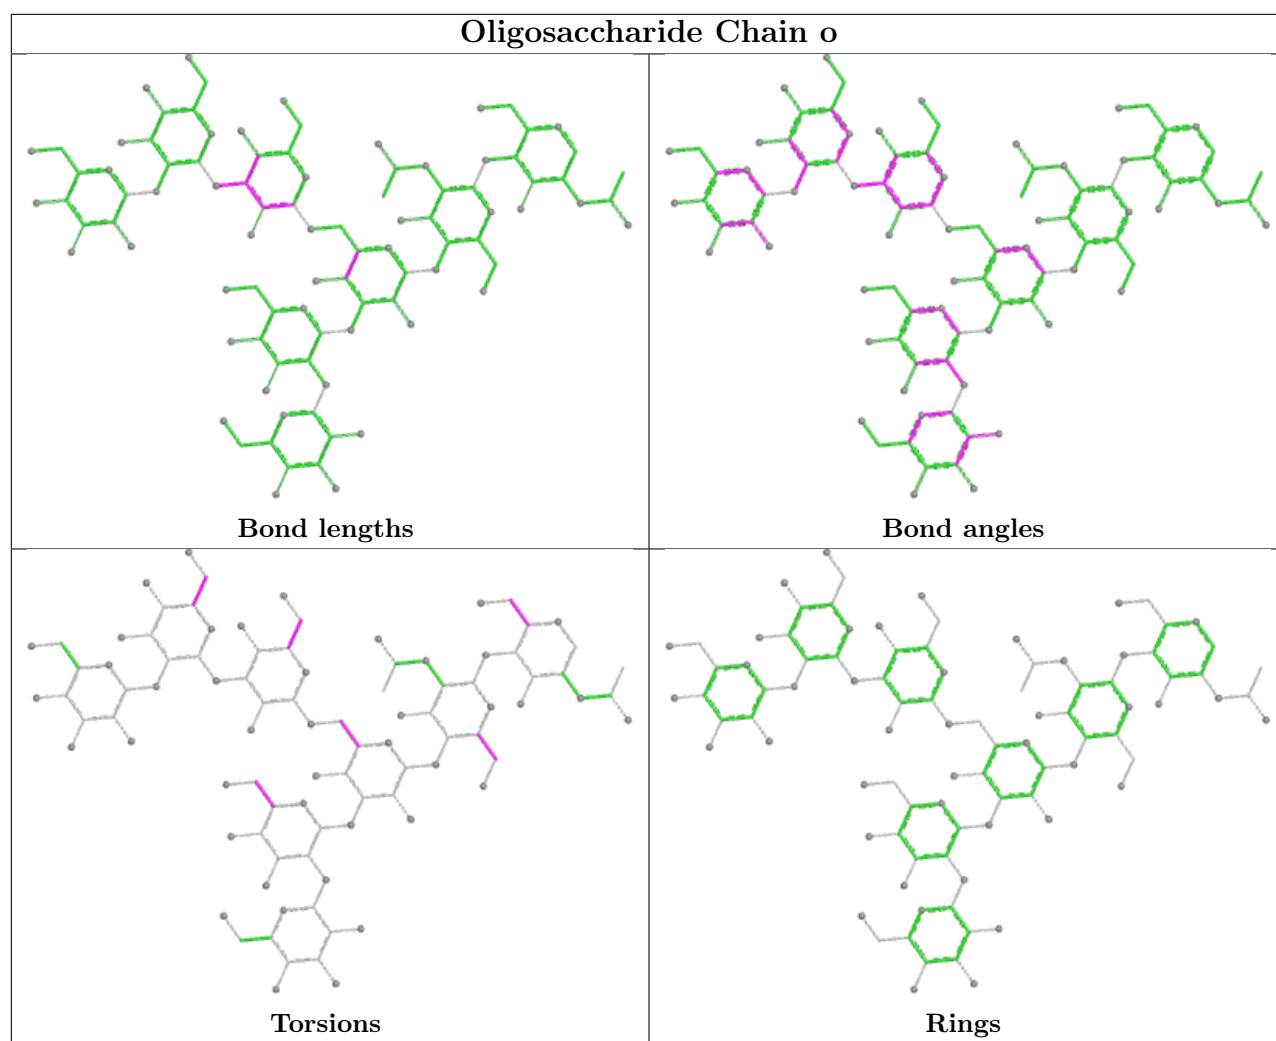 Oligosaccharide Chain o
Bond lengths
Bond angles
Torsions
Rings